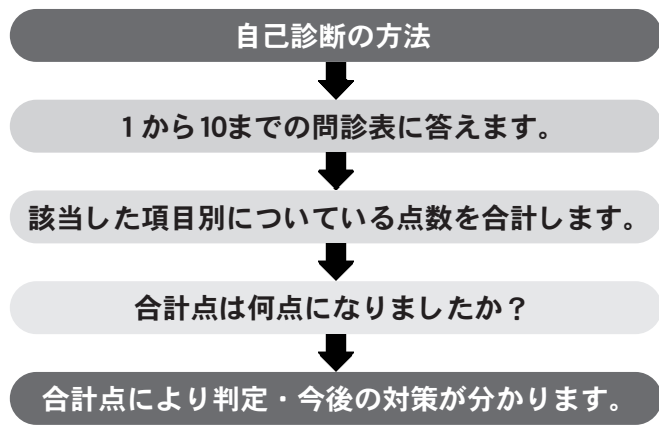 自己診断の方法
1から10までの問診表に答えます。
該当した項目別についている点数を合計します。
合計点は何点になりましたか？
合計点により判定・今後の対策が分かります。